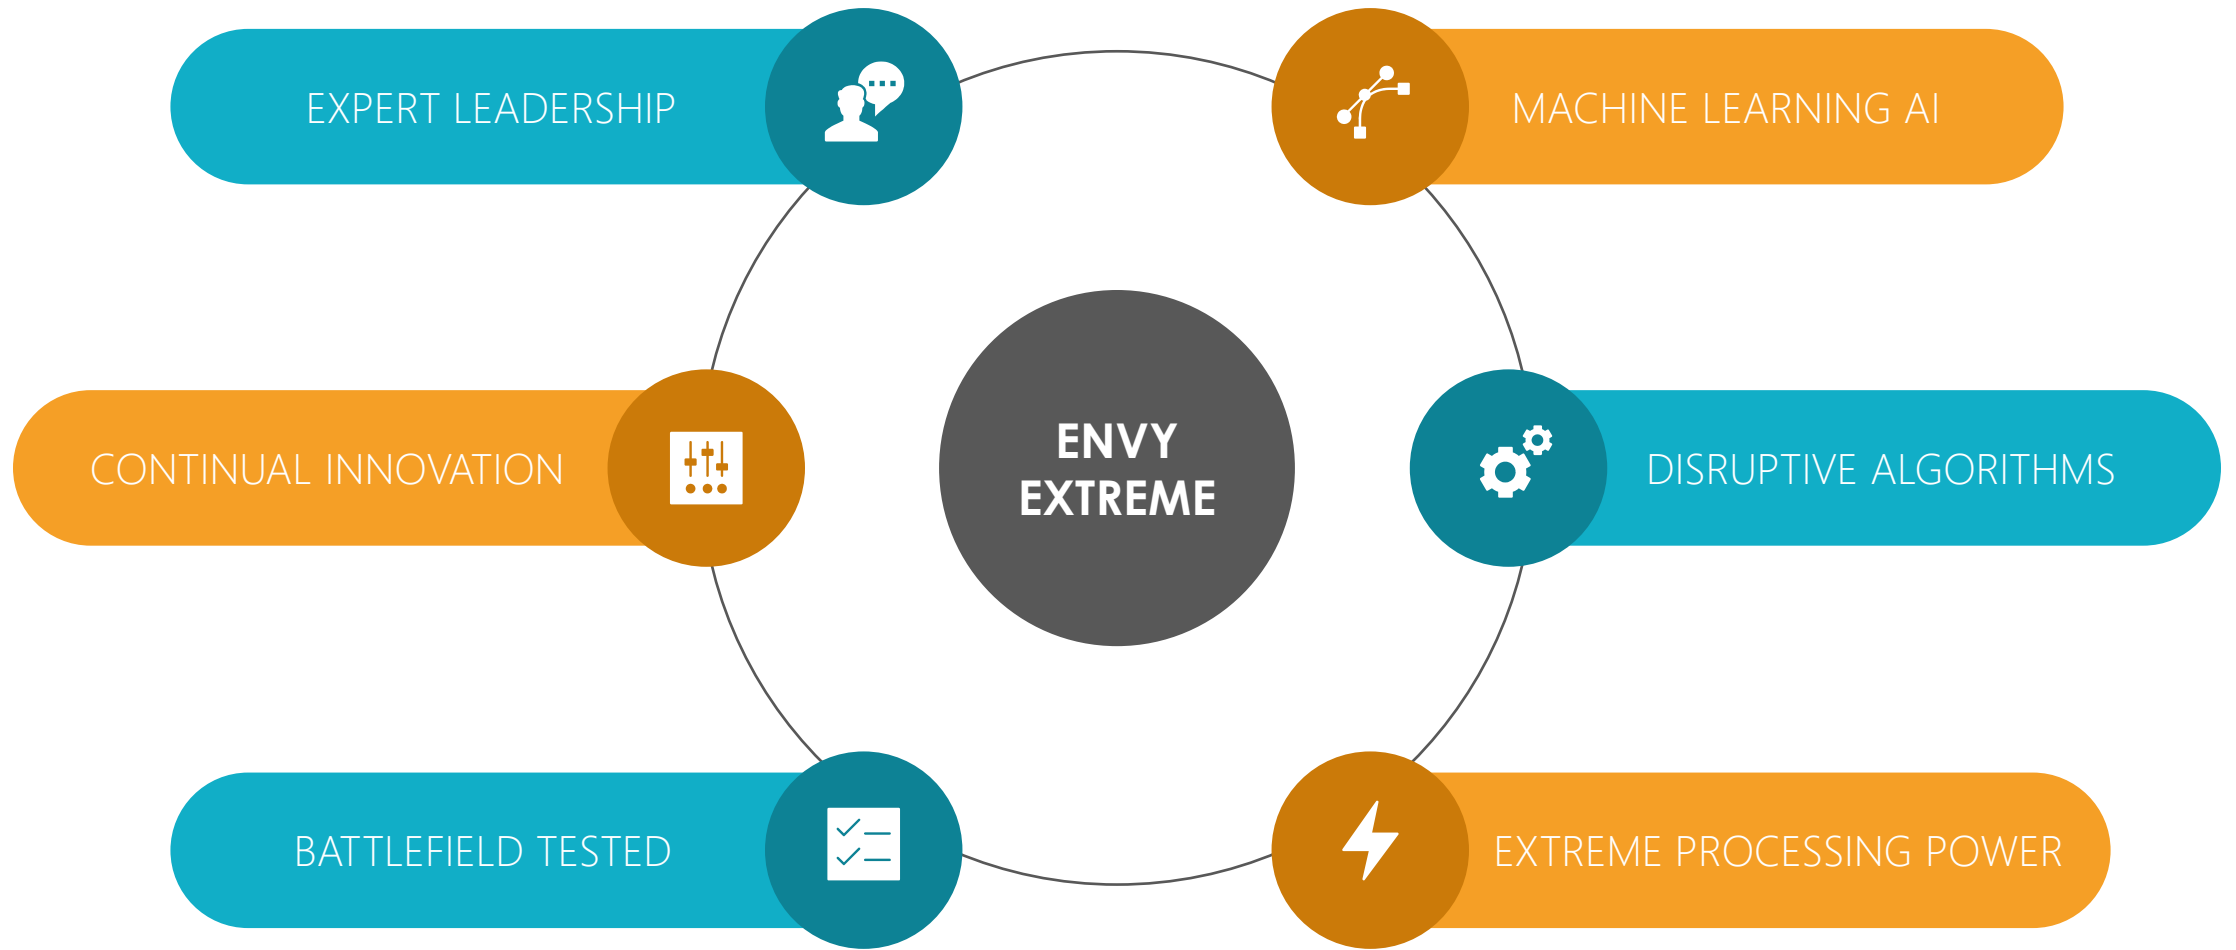 EXPERT LEADERSHIP
MACHINE LEARNING AI
CONTINUAL INNOVATION
ENVY
EXTREME
DISRUPTIVE ALGORITHMS
BATTLEFIELD TESTED
EXTREME PROCESSING POWER